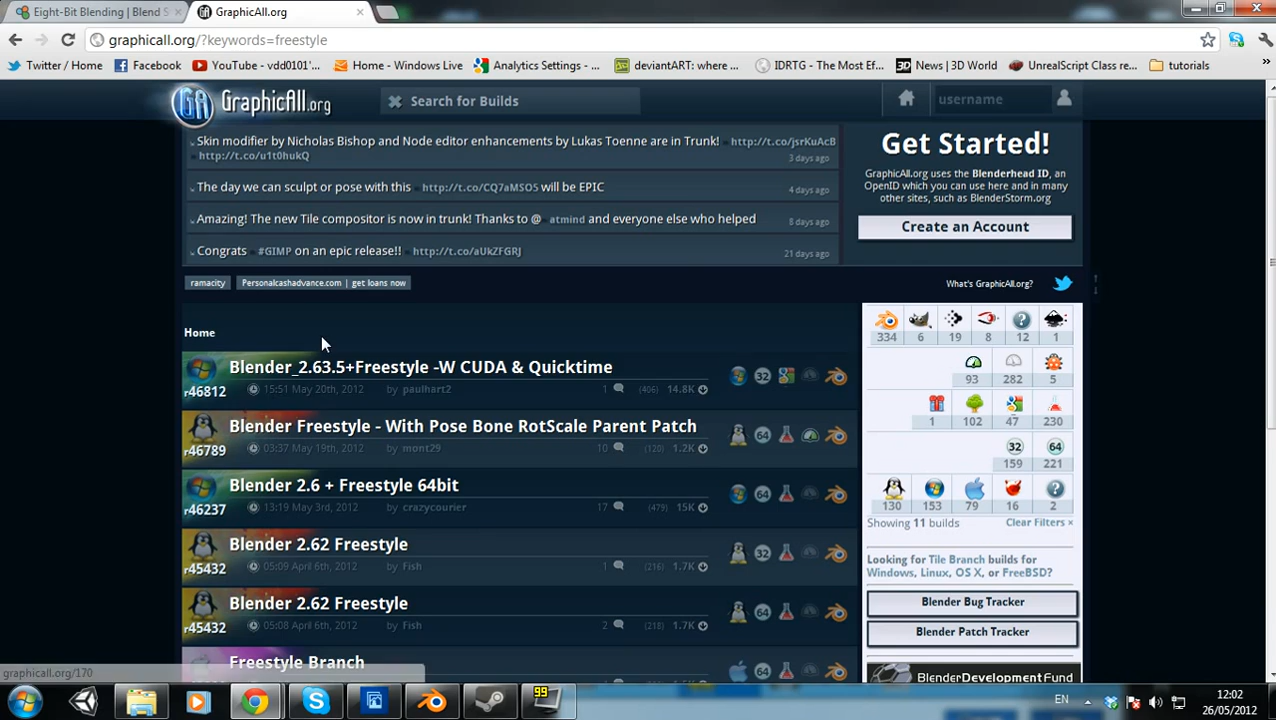 Eight-Bit Blending | Blend S
GraphicAll.org
graphicall.org/?keywords=freestyle
Twitter / Home
Facebook
YouTube - vdd0101'...
Home - Windows Live
Analytics Settings - ...
deviantART: where ...
IDRTG - The Most Ef...
3D
News | 3D World
UnrealScript Class re...
tutorials
GA
GraphicAll.org
Search for Builds
username
Skin modifier by Nicholas Bishop and Node editor enhancements by Lukas Toenne are in Trunk! http://t.co/jsrKuAcB
http://t.co/u1t0hukQ
3 days ago
The day we can sculpt or pose with this http://t.co/CQ7aMSO5 will be EPIC
4 days ago
Amazing! The new Tile compositor is now in trunk! Thanks to @ atmind and everyone else who helped
8 days ago
Congrats #GIMP on an epic release!! http://t.co/aUkZFGRJ
21 days ago
Get Started!
GraphicAll.org uses the Blenderhead ID, an
OpenID which you can use here and in many
other sites, such as BlenderStorm.org
Create an Account
ramacity
Personalcashadvance.com | get loans now
What's GraphicAll.org?
Home
Blender_2.63.5+Freestyle -W CUDA & Quicktime
r46812
15:51 May 20th, 2012
by paulhart2
1
(406)
14.8K
32
Blender Freestyle - With Pose Bone RotScale Parent Patch
r46789
03:37 May 19th, 2012
by mont29
10
(120)
1.2K
64
Blender 2.6 + Freestyle 64bit
r46237
13:19 May 3rd, 2012
by crazycourier
17
(479)
15K
64
Blender 2.62 Freestyle
r45432
05:09 April 6th, 2012
by Fish
1
(216)
1.7K
32
Blender 2.62 Freestyle
r45432
05:08 April 6th, 2012
by Fish
2
(218)
1.7K
64
Freestyle Branch
64
334 6 19 8 12 1
93 282 5
1 102 47 230
32 64
159 221
130 153 79 16 2
Showing 11 builds
Clear Filters ×
Looking for Tile Branch builds for
Windows, Linux, OS X, or FreeBSD?
Blender Bug Tracker
Blender Patch Tracker
BlenderDevelopmentFund
graphicall.org/170
99
EN
12:02
26/05/2012